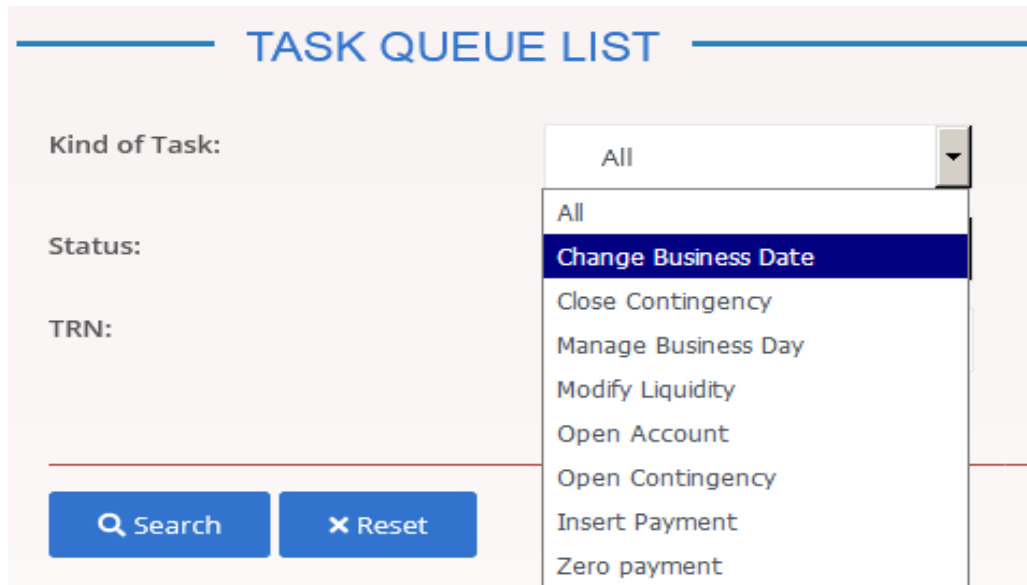 TASK QUEUE LIST
Kind of Task:
All
All
Status:
Change Business Date
Close Contingency
TRN:
Manage Business Day
Modify Liquidity
Open Account
Open Contingency
Search
Reset
Insert Payment
Zero payment